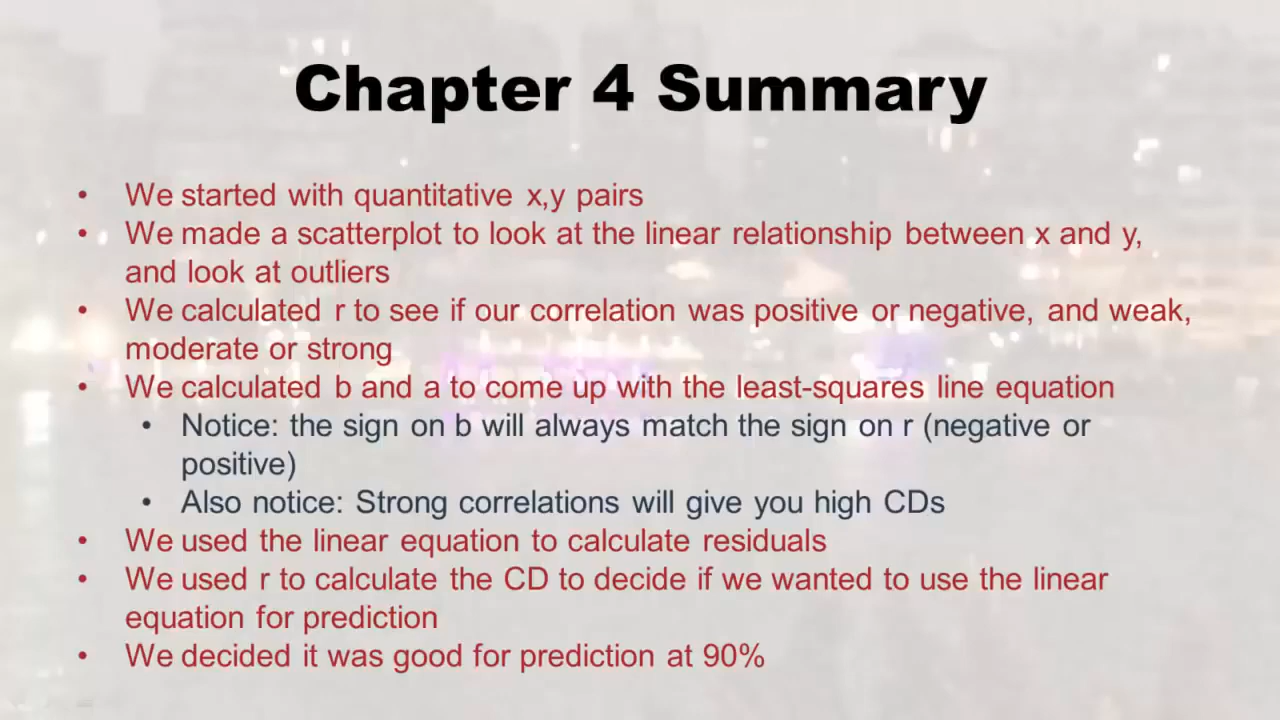 Chapter 4 Summary
• We started with quantitative x,y pairs
• We made a scatterplot to look at the linear relationship between x and y,
and look at outliers
• We calculated r to see if our correlation was positive or negative, and weak,
moderate or strong
• We calculated b and a to come up with the least-squares line equation
• Notice: the sign on b will always match the sign on r (negative or
positive)
• Also notice: Strong correlations will give you high CDs
• We used the linear equation to calculate residuals
• We used r to calculate the CD to decide if we wanted to use the linear
equation for prediction
• We decided it was good for prediction at 90%